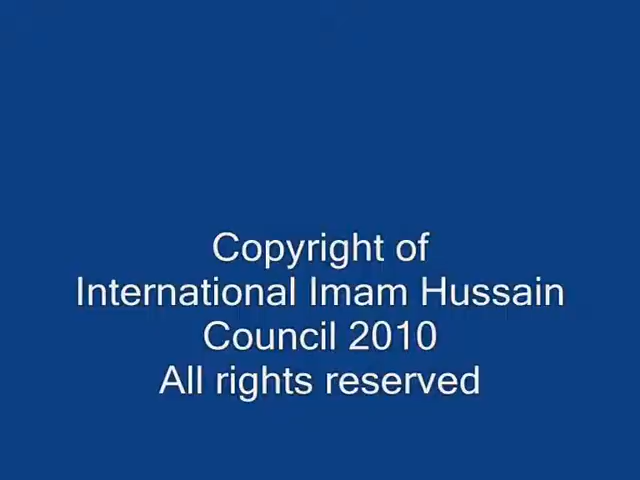 Copyright of
International Imam Hussain
Council 2010
All rights reserved